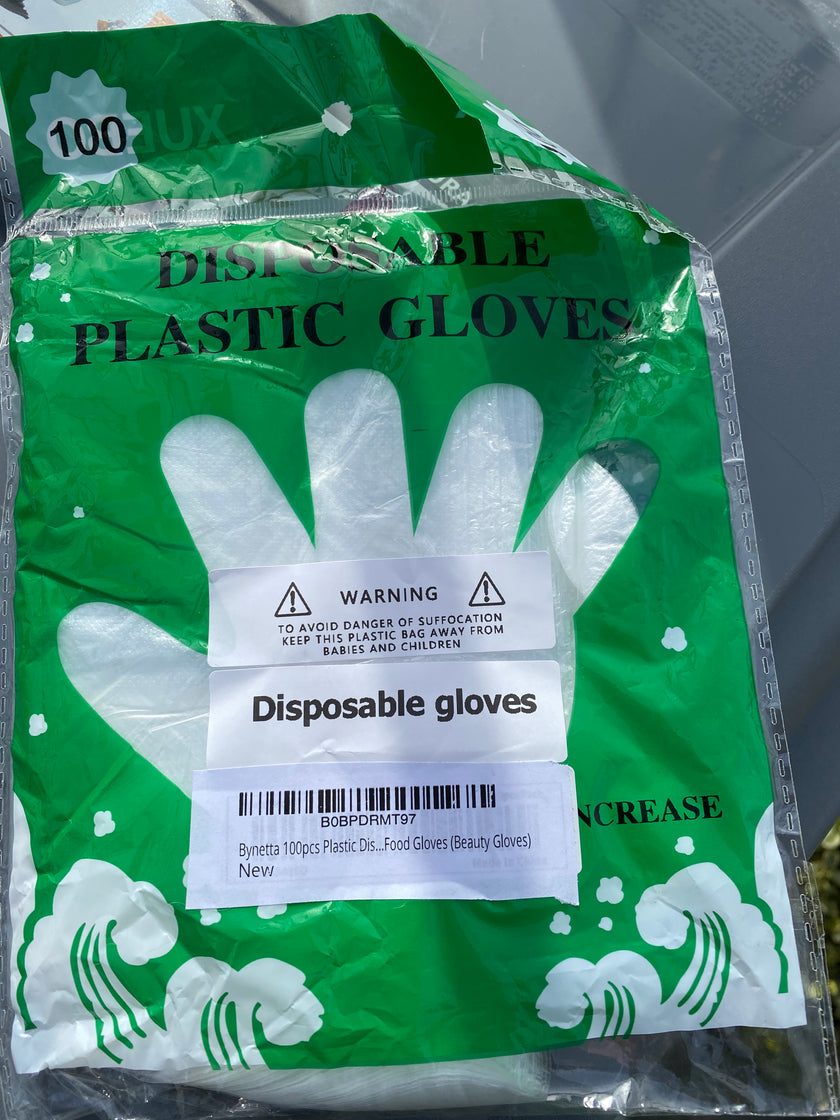 100
DISPOSABLE
PLASTIC GLOVES
WARNING
TO AVOID DANGER OF SUFFOCATION
KEEP THIS PLASTIC BAG AWAY FROM
BABIES AND CHILDREN
Disposable gloves
NCREASE
B0BPDRMT97
Bynetta 100pcs Plastic Dis...Food Gloves (Beauty Gloves)
New